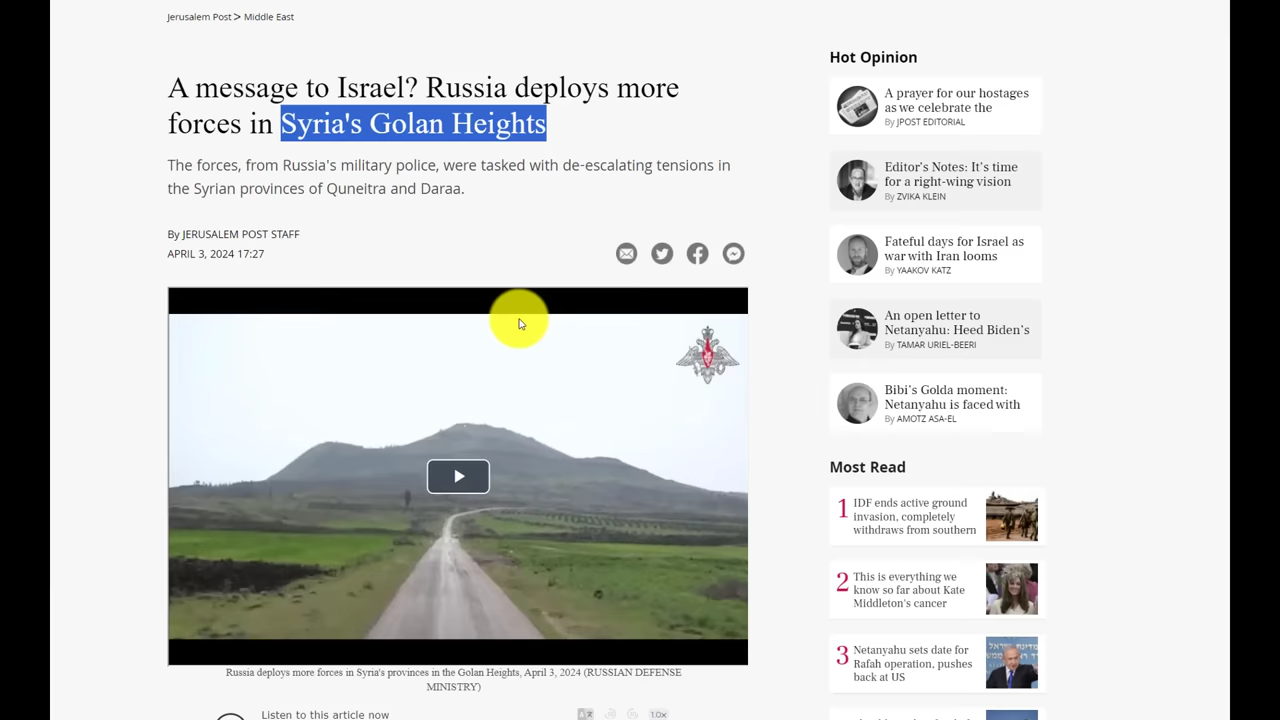 Jerusalem Post > Middle East
A message to Israel? Russia deploys more
forces in Syria's Golan Heights
The forces, from Russia's military police, were tasked with de-escalating tensions in
the Syrian provinces of Quneitra and Daraa.
By JERUSALEM POST STAFF
APRIL 3, 2024 17:27
Russia deploys more forces in Syria's provinces in the Golan Heights, April 3, 2024 (RUSSIAN DEFENSE
MINISTRY)
Listen to this article now
1.0x
Hot Opinion
A prayer for our hostages
as we celebrate the
By JPOST EDITORIAL
Editor's Notes: It's time
for a right-wing vision
By ZVIKA KLEIN
Fateful days for Israel as
war with Iran looms
By YAAKOV KATZ
An open letter to
Netanyahu: Heed Biden's
By TAMAR URIEL-BEERI
Bibi's Golda moment:
Netanyahu is faced with
By AMOTZ ASA-EL
Most Read
1 IDF ends active ground
invasion, completely
withdraws from southern
2 This is everything we
know so far about Kate
Middleton's cancer
3 Netanyahu sets date for
Rafah operation, pushes
back at US